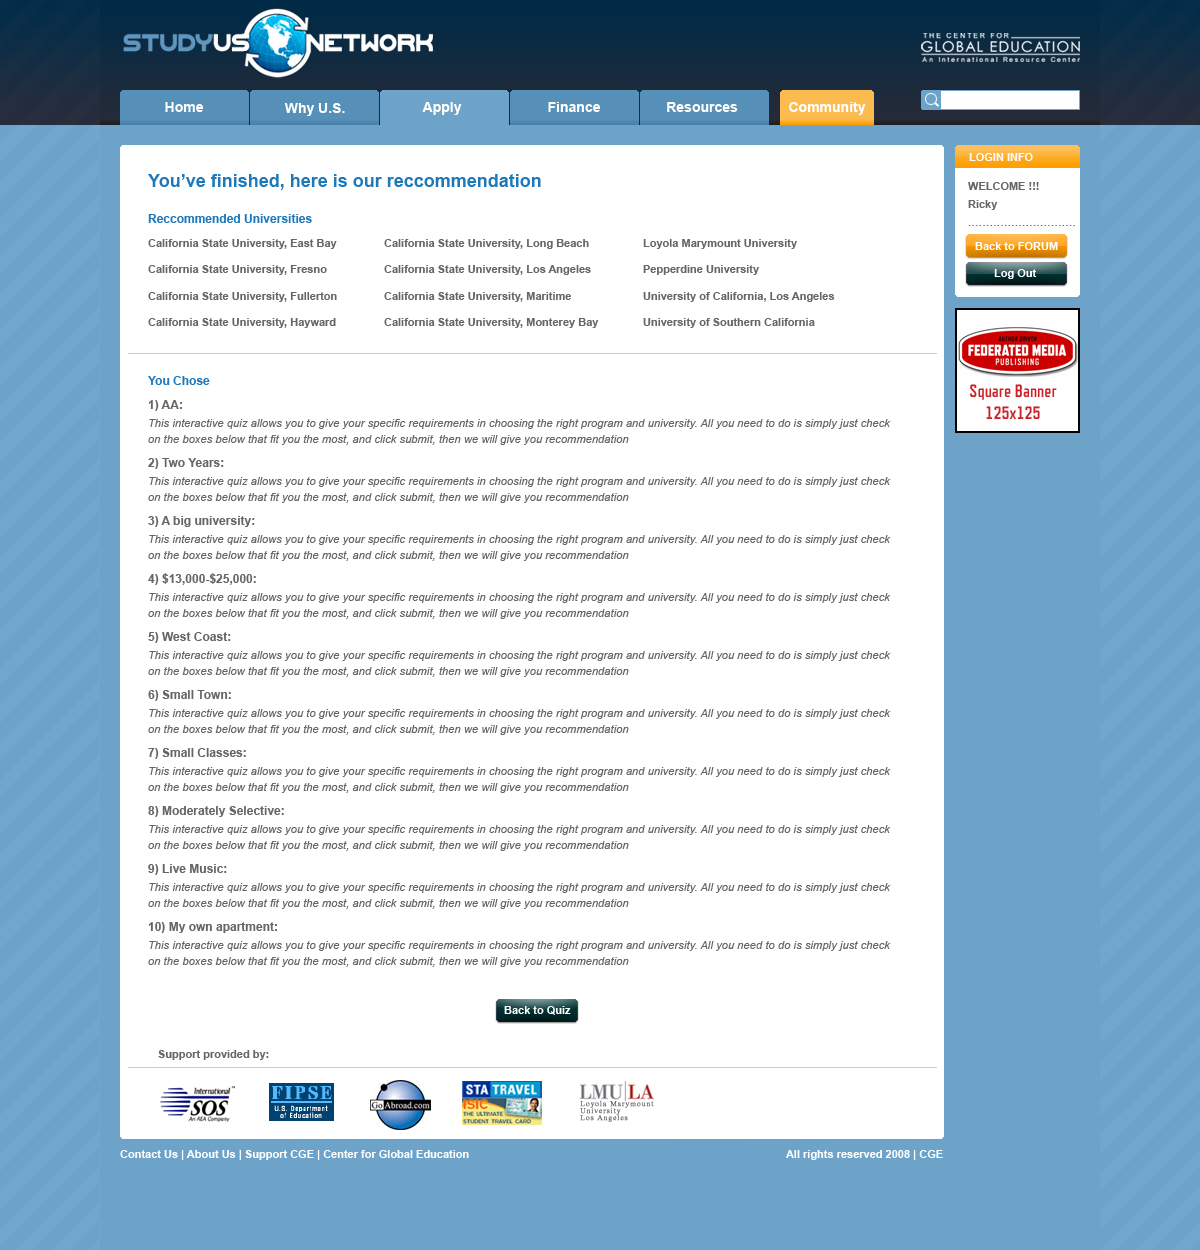 STUDYUS NETWORK
THE CENTER FOR
GLOBAL EDUCATION
An International Resource Center
Home
Why U.S.
Apply
Finance
Resources
Community
You’ve finished, here is our reccommendation
Reccommended Universities
California State University, East Bay
California State University, Long Beach
Loyola Marymount University
California State University, Fresno
California State University, Los Angeles
Pepperdine University
California State University, Fullerton
California State University, Maritime
University of California, Los Angeles
California State University, Hayward
California State University, Monterey Bay
University of Southern California
You Chose
1) AA:
This interactive quiz allows you to give your specific requirements in choosing the right program and university. All you need to do is simply just check
on the boxes below that fit you the most, and click submit, then we will give you recommendation
2) Two Years:
This interactive quiz allows you to give your specific requirements in choosing the right program and university. All you need to do is simply just check
on the boxes below that fit you the most, and click submit, then we will give you recommendation
3) A big university:
This interactive quiz allows you to give your specific requirements in choosing the right program and university. All you need to do is simply just check
on the boxes below that fit you the most, and click submit, then we will give you recommendation
4) $13,000-$25,000:
This interactive quiz allows you to give your specific requirements in choosing the right program and university. All you need to do is simply just check
on the boxes below that fit you the most, and click submit, then we will give you recommendation
5) West Coast:
This interactive quiz allows you to give your specific requirements in choosing the right program and university. All you need to do is simply just check
on the boxes below that fit you the most, and click submit, then we will give you recommendation
6) Small Town:
This interactive quiz allows you to give your specific requirements in choosing the right program and university. All you need to do is simply just check
on the boxes below that fit you the most, and click submit, then we will give you recommendation
7) Small Classes:
This interactive quiz allows you to give your specific requirements in choosing the right program and university. All you need to do is simply just check
on the boxes below that fit you the most, and click submit, then we will give you recommendation
8) Moderately Selective:
This interactive quiz allows you to give your specific requirements in choosing the right program and university. All you need to do is simply just check
on the boxes below that fit you the most, and click submit, then we will give you recommendation
9) Live Music:
This interactive quiz allows you to give your specific requirements in choosing the right program and university. All you need to do is simply just check
on the boxes below that fit you the most, and click submit, then we will give you recommendation
10) My own apartment:
This interactive quiz allows you to give your specific requirements in choosing the right program and university. All you need to do is simply just check
on the boxes below that fit you the most, and click submit, then we will give you recommendation
Back to Quiz
LOGIN INFO
WELCOME !!!
Ricky
Back to FORUM
Log Out
AUTHOR DRIVEN
FEDERATED MEDIA
PUBLISHING
Square Banner
125x125
Support provided by:
International
SOS
An AEA Company
FIPSE
U.S. Department
of Education
GoAbroad.com
STA TRAVEL
ISIC
THE ULTIMATE
STUDENT TRAVEL CARD
LMU|LA
Loyola Marymount
University
Los Angeles
Contact Us | About Us | Support CGE | Center for Global Education
All rights reserved 2008 | CGE